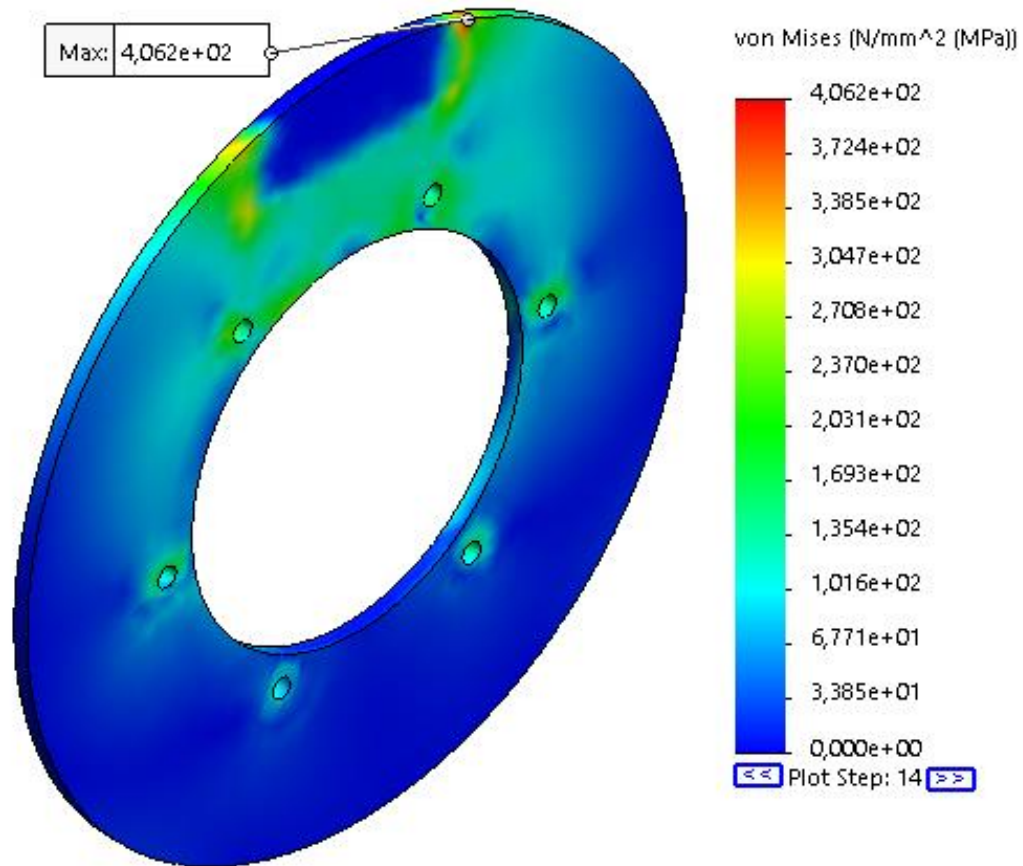 Max: 4,062e+02
von Mises (N/mm^2 (MPa))
4,062e+02
3,724e+02
3,385e+02
3,047e+02
2,708e+02
2,370e+02
2,031e+02
1,693e+02
1,354e+02
1,016e+02
6,771e+01
3,385e+01
0,000e+00
<< Plot Step: 14 >>